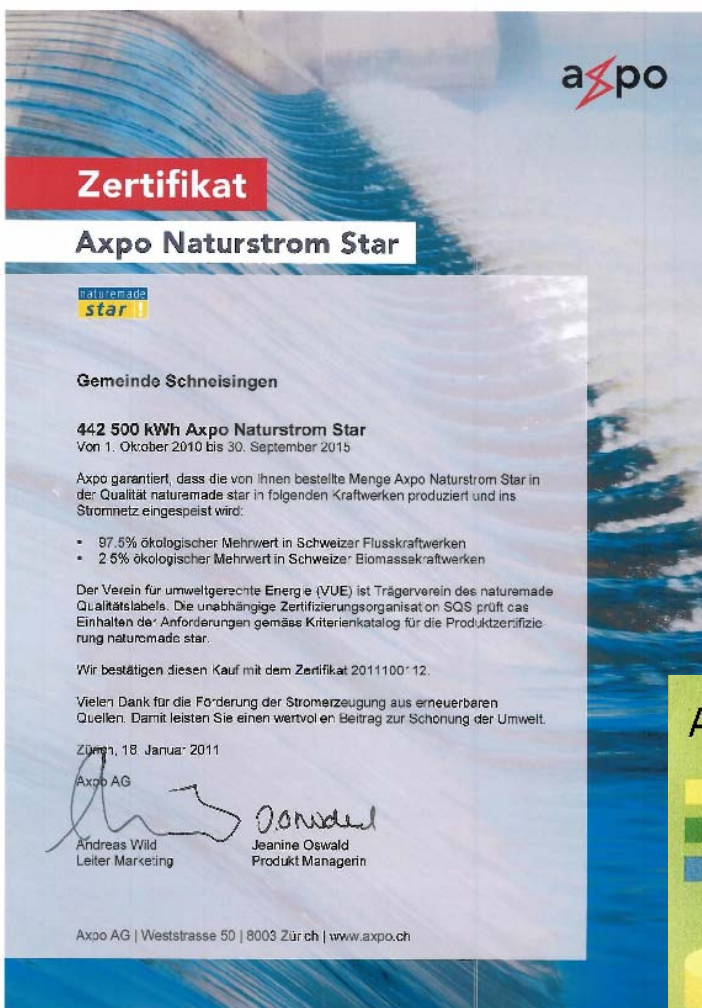 axpo
Zertifikat
Axpo Naturstrom Star
naturemade
star!
Gemeinde Schneisingen
442 500 kWh Axpo Naturstrom Star
Von 1. Oktober 2010 bis 30. September 2015
Axpo garantiert, dass die von Ihnen bestellte Menge Axpo Naturstrom Star in
der Qualität naturemade star in folgenden Kraftwerken produziert und ins
Stromnetz eingespeist wird:
- 97.5% ökologischer Mehrwert in Schweizer Flusskraftwerken
- 2.5% ökologischer Mehrwert in Schweizer Biomassekraftwerken
Der Verein für umweltgerechte Energie (VUE) ist Trägerverein des naturemade
Qualitätslabels. Die unabhängige Zertifizierungsorganisation SQS prüft das
Einhalten der Anforderungen gemäss Kriterienkatalog für die Produktzertifizie
rung naturemade star.
Wir bestätigen diesen Kauf mit dem Zertifikat
Vielen Dank für die Förderung der Stromerzeugung aus erneuerbaren
Quellen. Damit leisten Sie einen wertvollen Beitrag zur Schonung der Umwelt.
Zürich, 18. Januar 2011
Axpo AG
Andreas Wild
Jeanine Oswald
Leiter Marketing
Produkt Managerin
Axpo AG | Weststrasse 50 | 8003 Zürich | www.axpo.ch
A